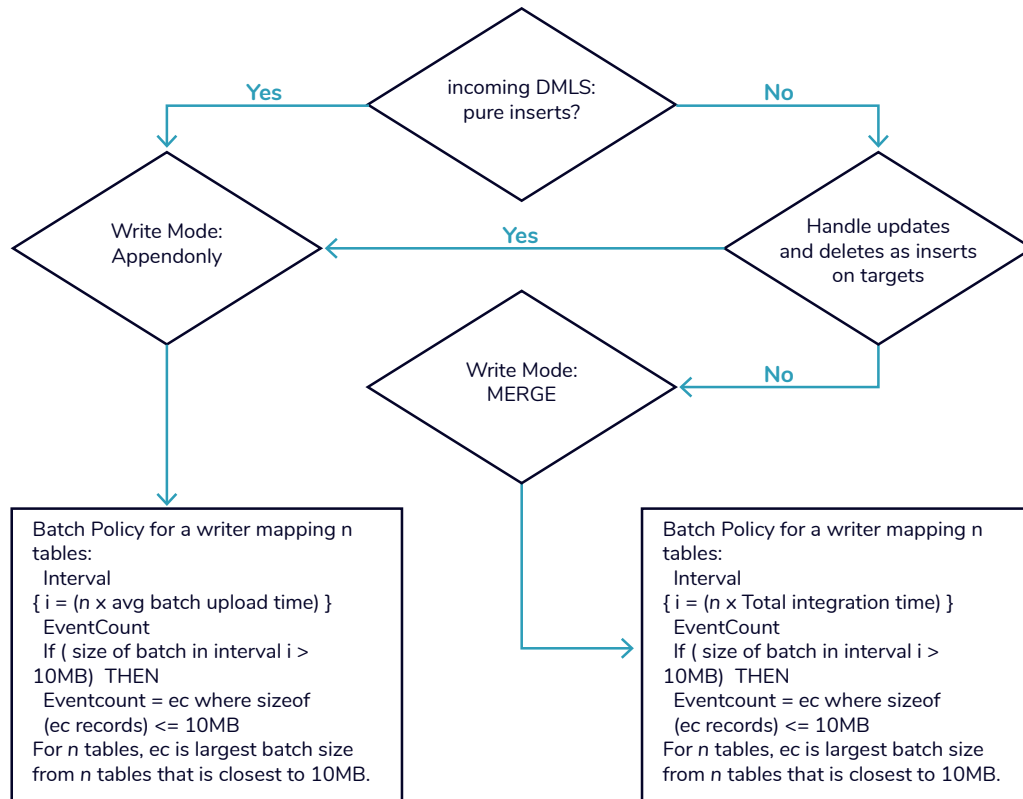 incoming DMLS:
pure inserts?
Yes
No
Write Mode:
Appendonly
Yes
Handle updates
and deletes as inserts
on targets
Write Mode:
MERGE
No
Batch Policy for a writer mapping n
tables:
Interval
{ i = (n x avg batch upload time) }
EventCount
If ( size of batch in interval i >
10MB) THEN
Eventcount = ec where sizeof
(ec records) <= 10MB
For n tables, ec is largest batch size
from n tables that is closest to 10MB.
Batch Policy for a writer mapping n
tables:
Interval
{ i = (n x Total integration time) }
EventCount
If ( size of batch in interval i >
10MB) THEN
Eventcount = ec where sizeof
(ec records) <= 10MB
For n tables, ec is largest batch size
from n tables that is closest to 10MB.